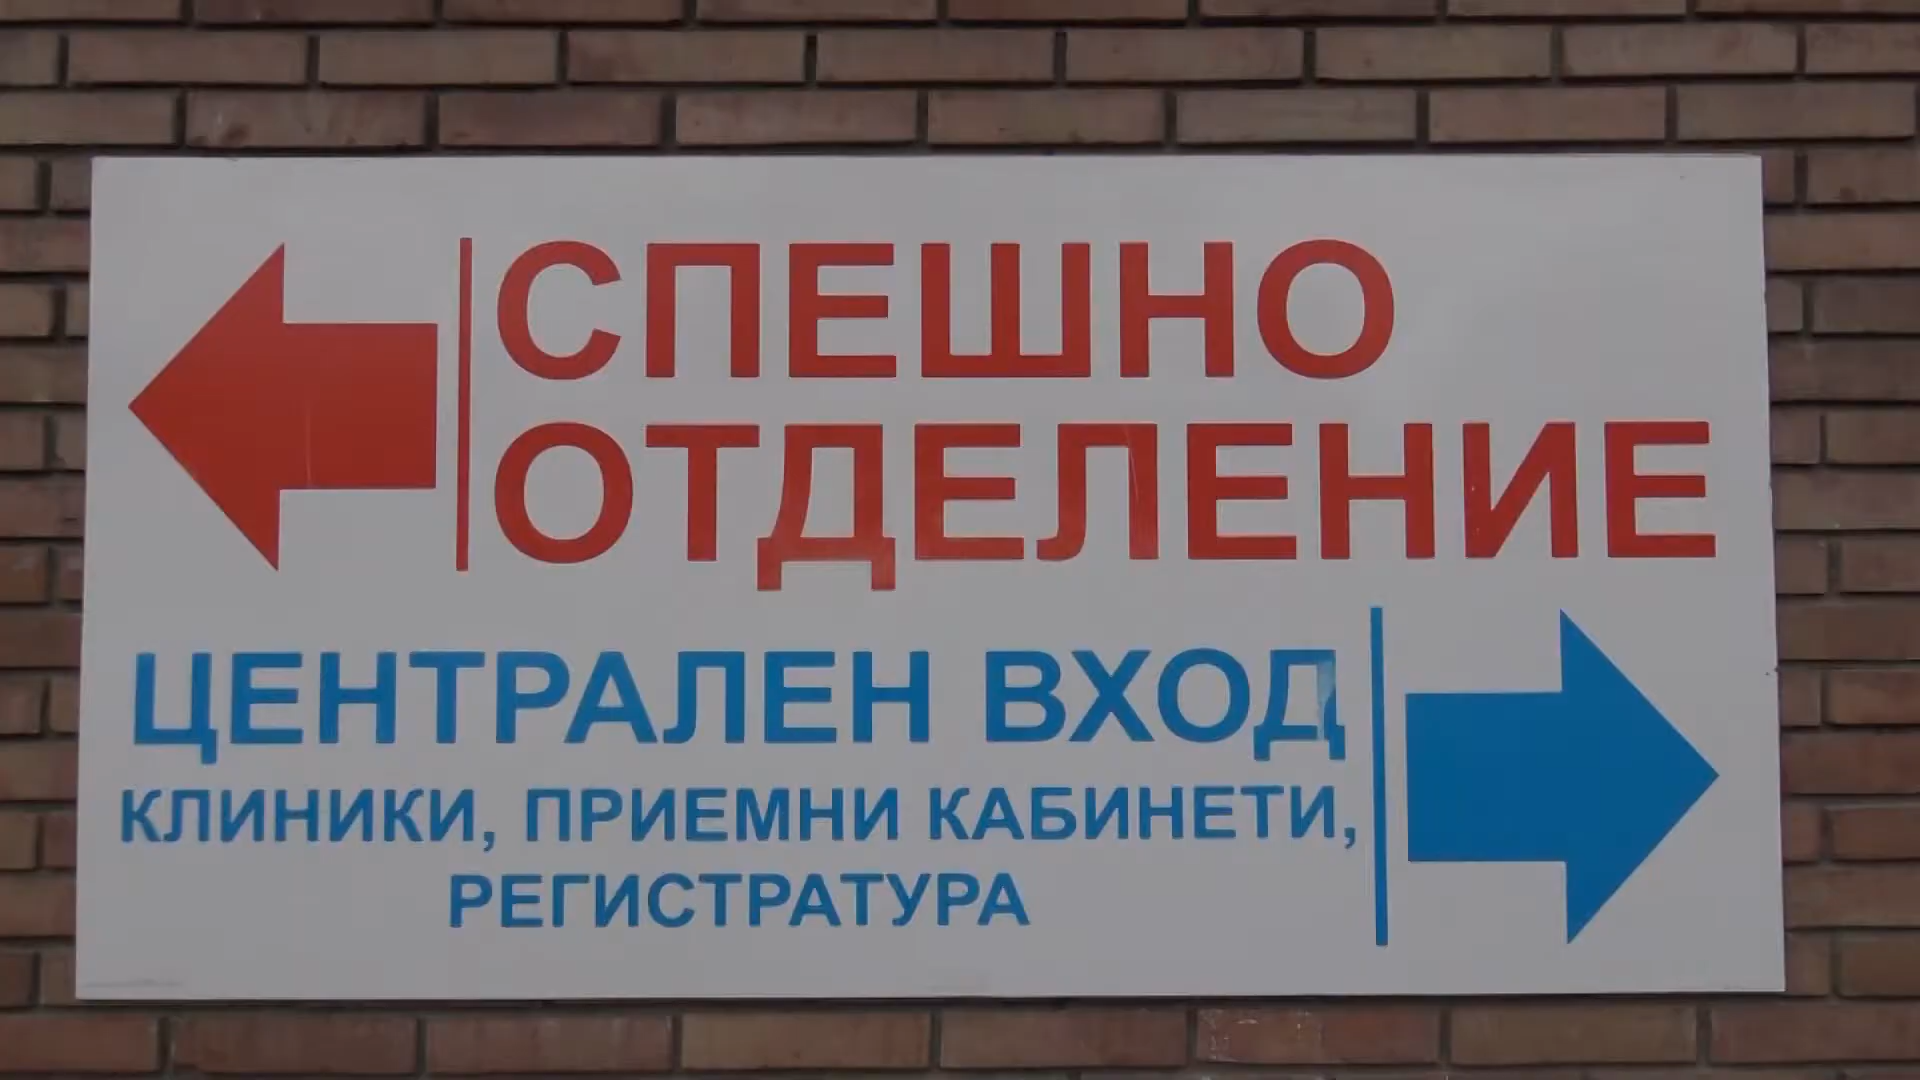 СПЕШНО
ОТДЕЛЕНИЕ
ЦЕНТРАЛЕН ВХОД
КЛИНИКИ, ПРИЕМНИ КАБИНЕТИ,
РЕГИСТРАТУРА